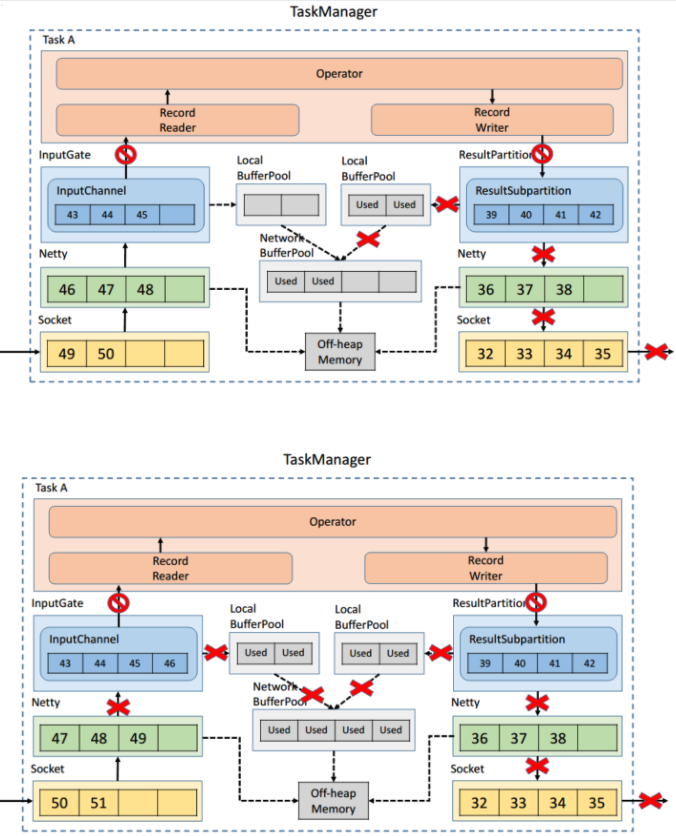 TaskManager
Task A
Operator
Record
Reader
Record
Writer
InputGate
Local
BufferPool
Local
BufferPool
ResultPartition
InputChannel
43 44 45
Used Used
ResultSubpartition
39 40 41 42
Netty
Network
BufferPool
Netty
46 47 48
Used Used
36 37 38
Socket
Off-heap
Memory
Socket
49 50
32 33 34 35
TaskManager
Task A
Operator
Record
Reader
Record
Writer
InputGate
Local
BufferPool
Local
BufferPool
ResultPartition
InputChannel
43 44 45 46
Used Used
Used Used
ResultSubpartition
39 40 41 42
Netty
Network
BufferPool
Netty
47 48 49
Used Used Used Used
36 37 38
Socket
Off-heap
Memory
Socket
50 51
32 33 34 35